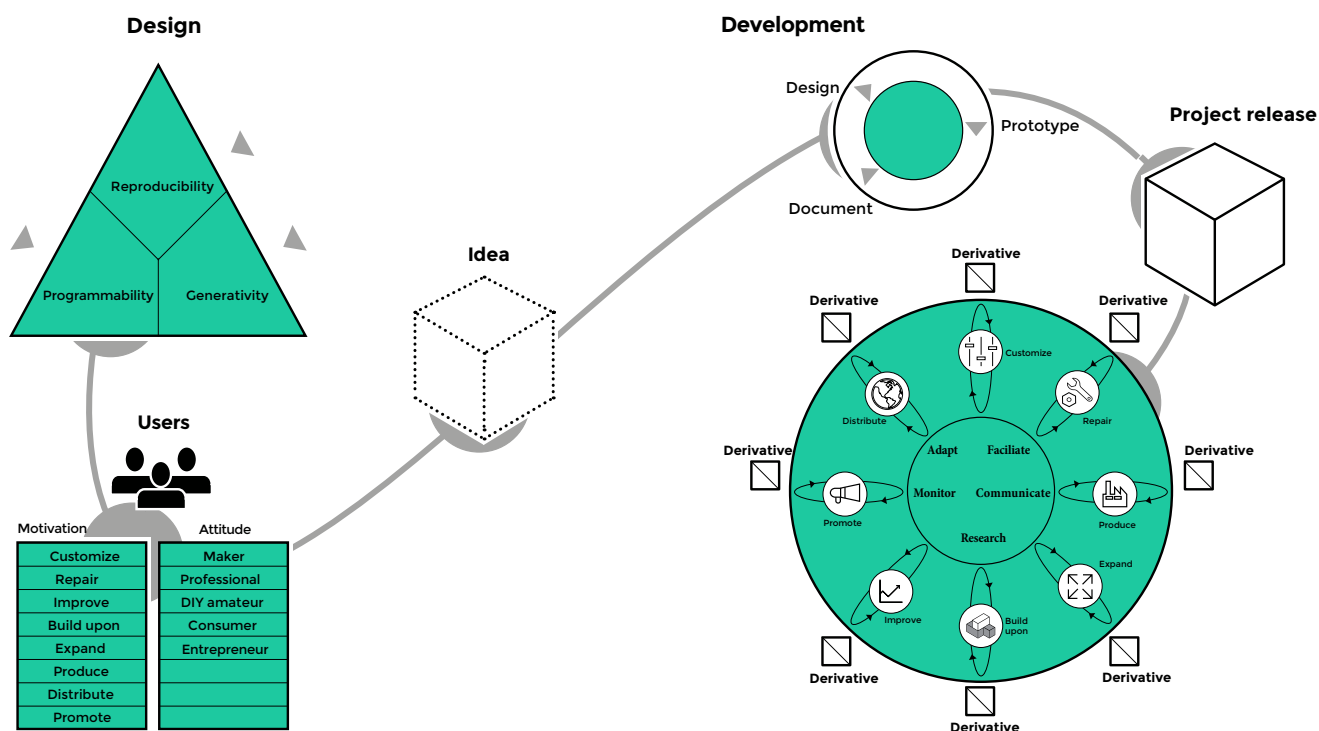 Design
Reproducibility
Programmability
Generativity
Users
Motivation
Customize
Repair
Improve
Build upon
Expand
Produce
Distribute
Promote
Attitude
Maker
Professional
DIY amateur
Consumer
Entrepreneur
Idea
Development
Design
Prototype
Document
Project release
Derivative
Derivative
Derivative
Derivative
Derivative
Derivative
Derivative
Derivative
Customize
Repair
Produce
Expand
Build
upon
Improve
Promote
Distribute
Adapt
Faciliate
Monitor
Communicate
Research